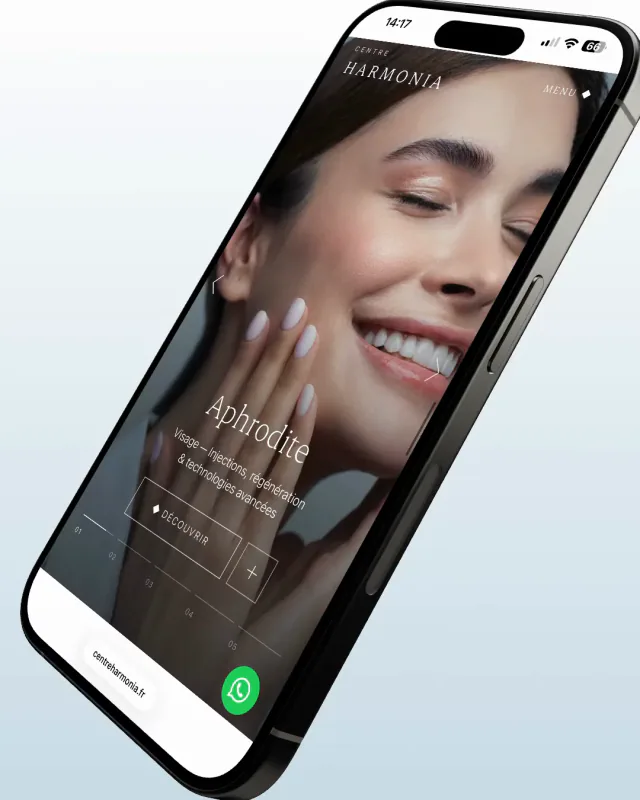 14:17
66
CENTRE
HARMONIA
MENU
Aphrodite
Visage – Injections, régénération
& technologies avancées
DÉCOUVRIR
+
01
02
03
04
05
centreharmonia.fr